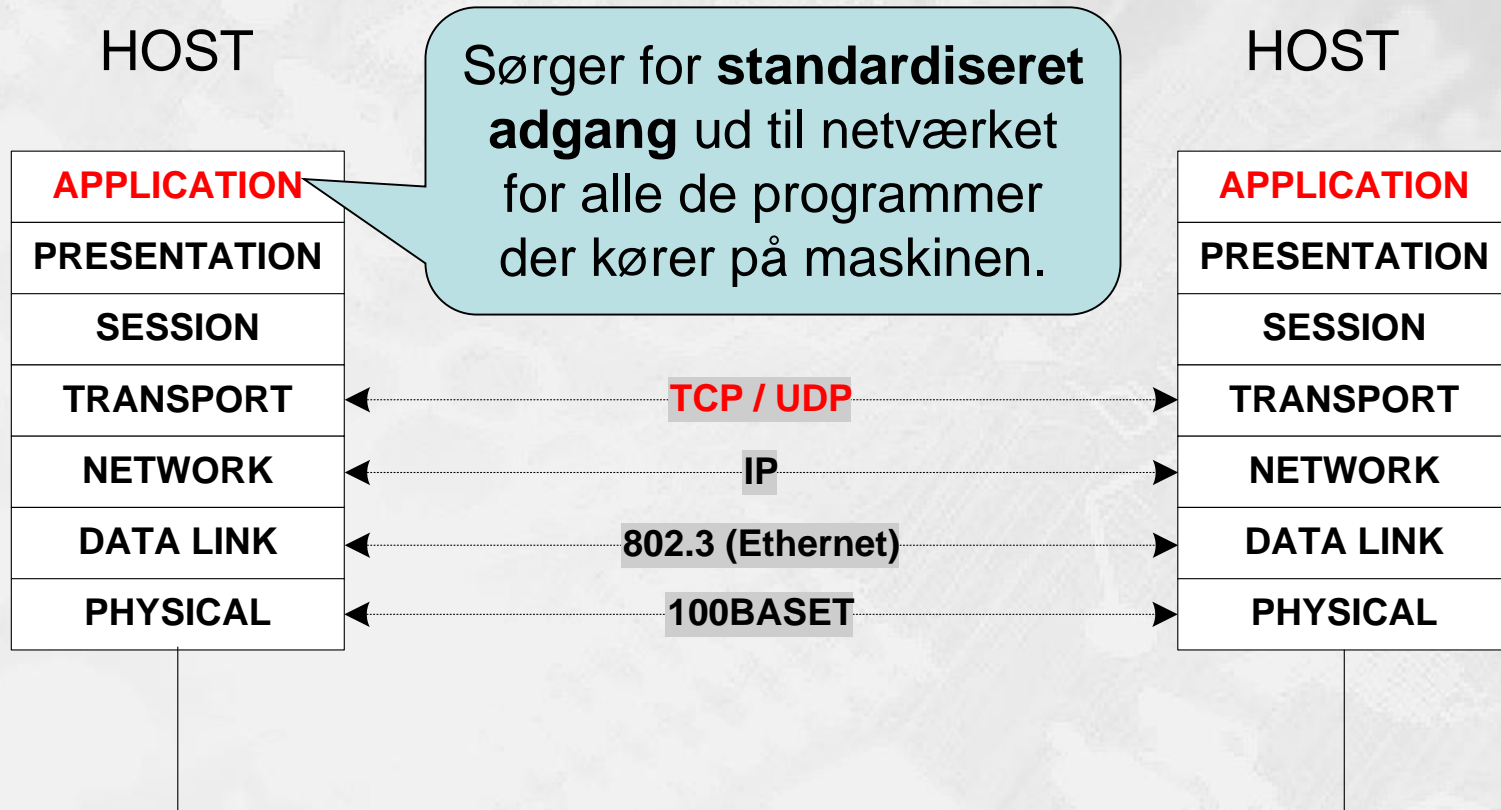 HOST
Sørger for standardiseret
adgang ud til netværket
for alle de programmer
der kører på maskinen.
HOST
APPLICATION
PRESENTATION
SESSION
TRANSPORT
NETWORK
DATA LINK
PHYSICAL
TCP / UDP
IP
802.3 (Ethernet)
100BASET
APPLICATION
PRESENTATION
SESSION
TRANSPORT
NETWORK
DATA LINK
PHYSICAL